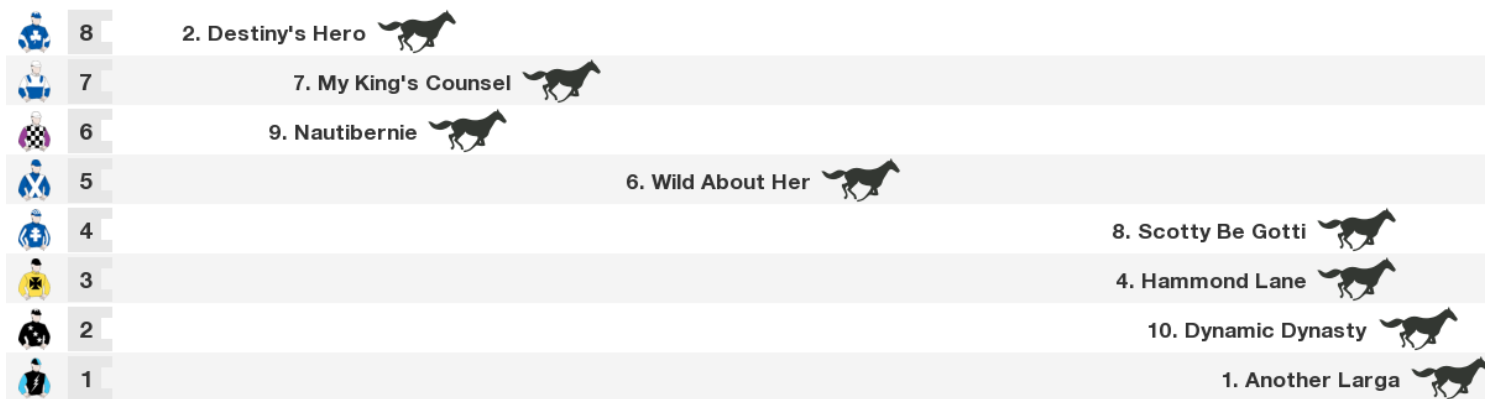 8 2. Destiny's Hero
7 7. My King's Counsel
6 9. Nautibernie
5 6. Wild About Her
4 8. Scotty Be Gotti
3 4. Hammond Lane
2 10. Dynamic Dynasty
1 1. Another Larga